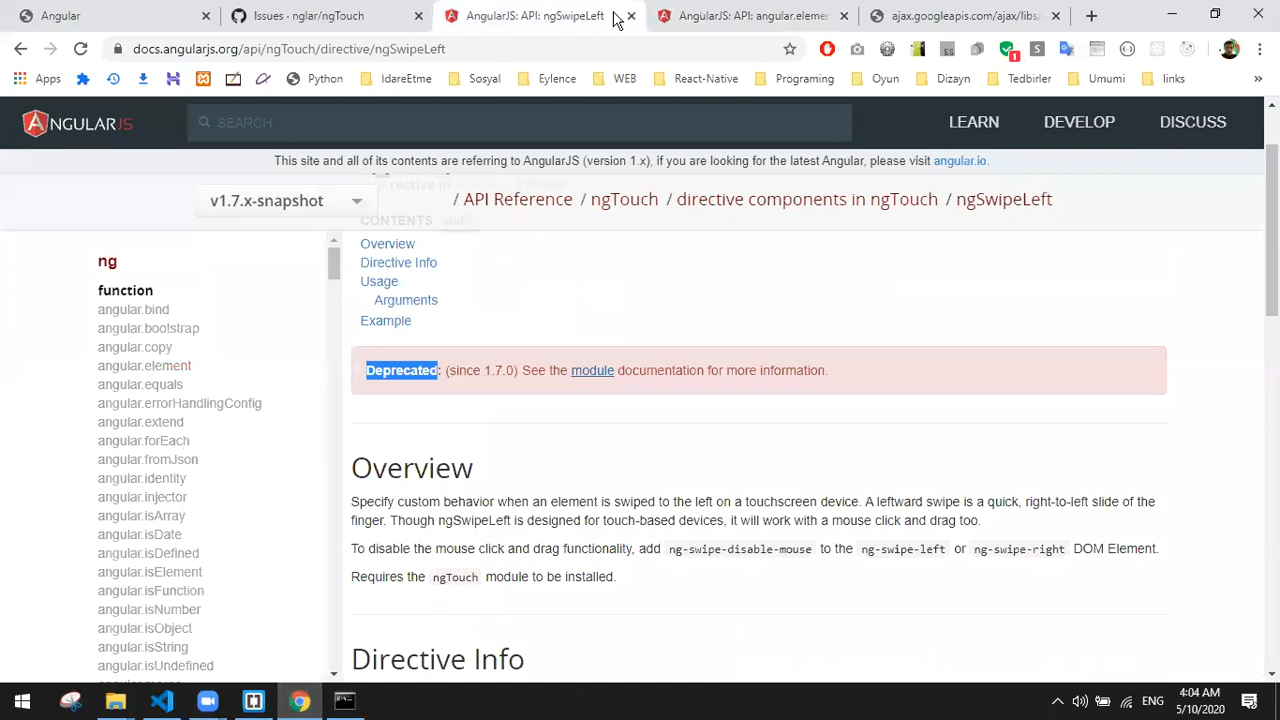 Angular
Issues · nglar/ngTouch
AngularJS: API: ngSwipeLeft
AngularJS: API: angular.elemen
ajax.googleapis.com/ajax/libs/
docs.angularjs.org/api/ngTouch/directive/ngSwipeLeft
1
Apps
Python
IdareEtme
Sosyal
Eylence
WEB
React-Native
Programing
Oyun
Dizayn
Tedbirler
Umumi
links
»
ANGULARJS
SEARCH
LEARN
DEVELOP
DISCUSS
This site and all of its contents are referring to AngularJS (version 1.x), if you are looking for the latest Angular, please visit angular.io.
v1.7.x-snapshot
/ API Reference / ngTouch / directive components in ngTouch / ngSwipeLeft
CONTENTS
Overview
Directive Info
Usage
Arguments
Example
ng
function
angular.bind
angular.bootstrap
angular.copy
angular.element
angular.equals
angular.errorHandlingConfig
angular.extend
angular.forEach
angular.fromJson
angular.identity
angular.injector
angular.isArray
angular.isDate
angular.isDefined
angular.isElement
angular.isFunction
angular.isNumber
angular.isObject
angular.isString
angular.isUndefined
Deprecated: (since 1.7.0) See the module documentation for more information.
Overview
Specify custom behavior when an element is swiped to the left on a touchscreen device. A leftward swipe is a quick, right-to-left slide of the
finger. Though ngSwipeLeft is designed for touch-based devices, it will work with a mouse click and drag too.
To disable the mouse click and drag functionality, add ng-swipe-disable-mouse to the ng-swipe-left or ng-swipe-right DOM Element.
Requires the ngTouch module to be installed.
Directive Info
ENG
4:04 AM
5/10/2020